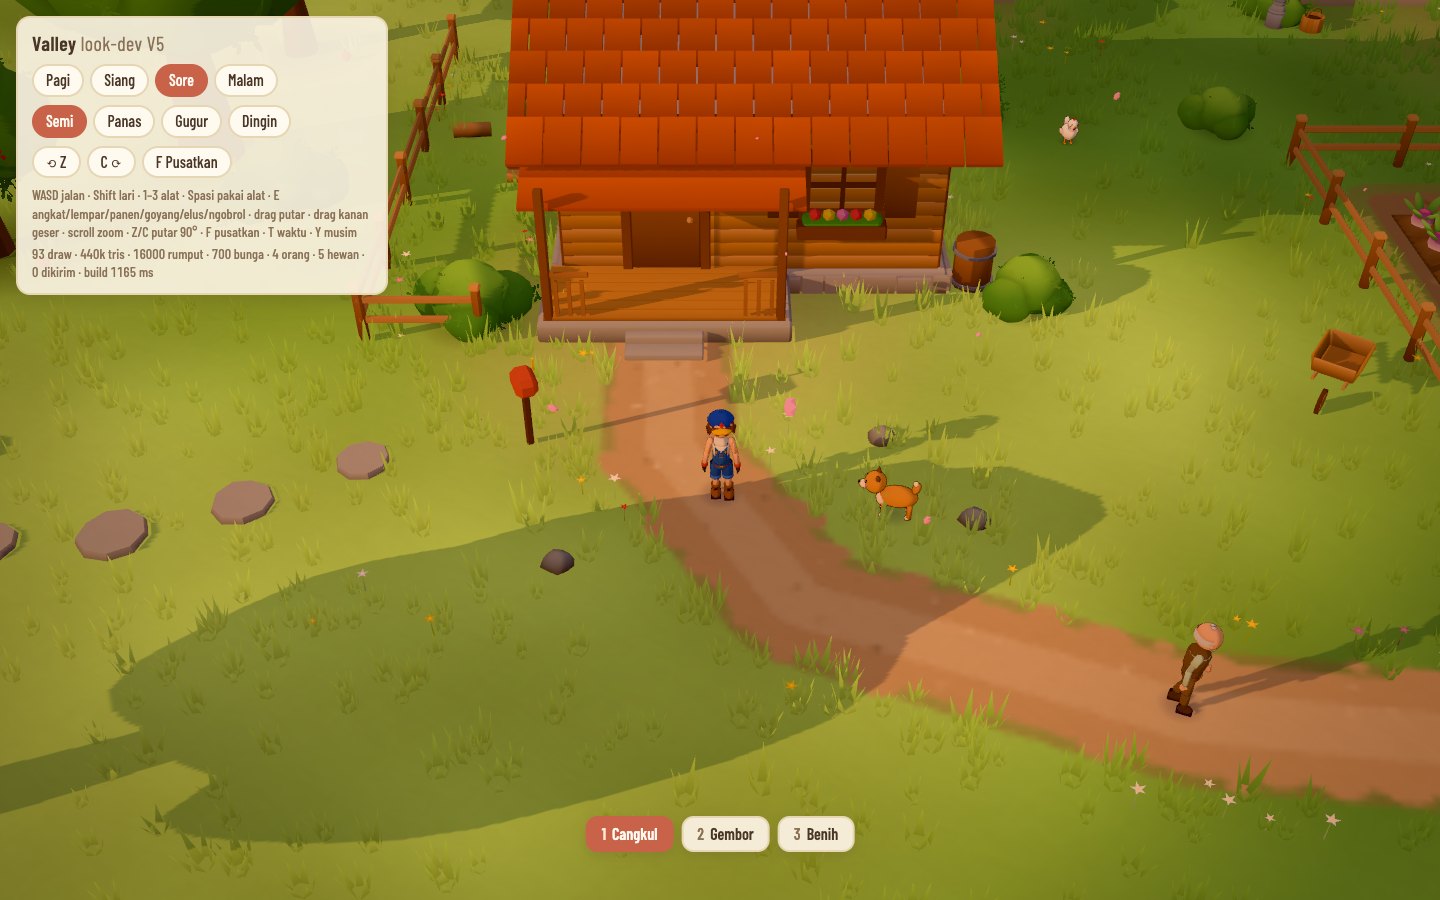 Valley look-dev V5
Pagi Siang Sore Malam
Semi Panas Gugur Dingin
⟲ Z C ⟳ F Pusatkan
WASD jalan · Shift lari · 1–3 alat · Spasi pakai alat · E
angkat/lempar/panen/goyang/elus/ngobrol · drag putar · drag kanan
geser · scroll zoom · Z/C putar 90° · F pusatkan · T waktu · Y musim
93 draw · 440k tris · 16000 rumput · 700 bunga · 4 orang · 5 hewan ·
0 dikirim · build 1165 ms
1 Cangkul 2 Gembor 3 Benih